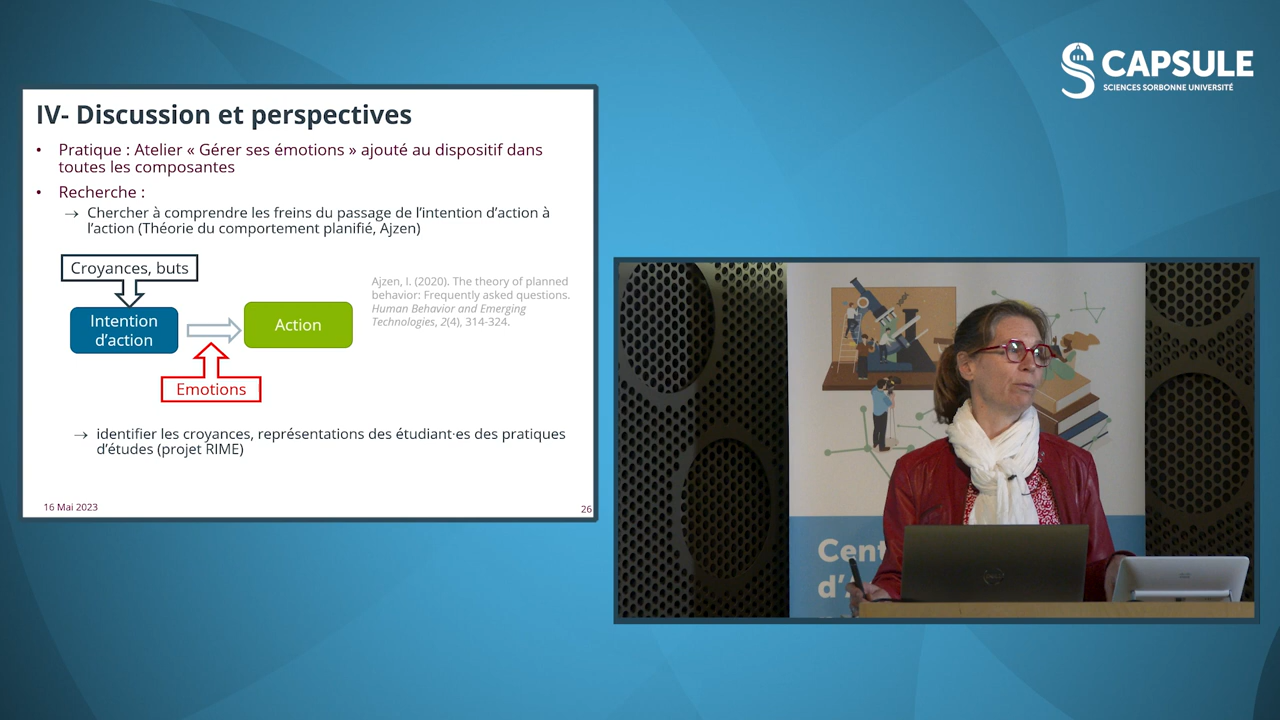 CAPSULE
SCIENCES SORBONNE UNIVERSITÉ
IV- Discussion et perspectives
• Pratique : Atelier « Gérer ses émotions » ajouté au dispositif dans
toutes les composantes
• Recherche :
→ Chercher à comprendre les freins du passage de l'intention d'action à
l'action (Théorie du comportement planifié, Ajzen)
Croyances, buts
Intention
d'action
Action
Emotions
Ajzen, I. (2020). The theory of planned
behavior: Frequently asked questions.
Human Behavior and Emerging
Technologies, 2(4), 314-324.
→ identifier les croyances, représentations des étudiant·es des pratiques
d'études (projet RIME)
16 Mai 2023
26
Cent